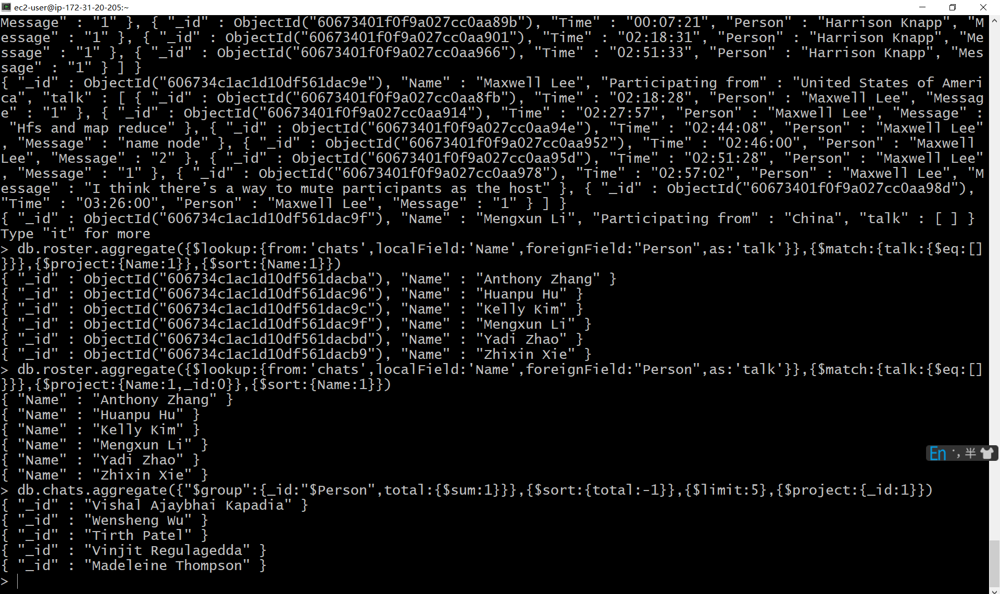 ec2-user@ip-172-31-20-205:~
Message" : "1" }, { "_id" : ObjectId("60673401f0f9a027cc0aa89b"), "Time" : "00:07:21", "Person" : "Harrison Knapp", "M
essage" : "1" }, { "_id" : ObjectId("60673401f0f9a027cc0aa901"), "Time" : "02:18:31", "Person" : "Harrison Knapp", "Me
ssage" : "1" }, { "_id" : ObjectId("60673401f0f9a027cc0aa966"), "Time" : "02:51:33", "Person" : "Harrison Knapp", "Mes
sage" : "1" } ] }
{ "_id" : ObjectId("606734c1ac1d10df561dac9e"), "Name" : "Maxwell Lee", "Participating from" : "United States of Ameri
ca", "talk" : [ { "_id" : ObjectId("60673401f0f9a027cc0aa8fb"), "Time" : "02:18:28", "Person" : "Maxwell Lee", "Messag
e" : "1" }, { "_id" : ObjectId("60673401f0f9a027cc0aa914"), "Time" : "02:27:57", "Person" : "Maxwell Lee", "Message" :
 "Hfs and map reduce" }, { "_id" : ObjectId("60673401f0f9a027cc0aa94e"), "Time" : "02:44:08", "Person" : "Maxwell Lee"
, "Message" : "name node" }, { "_id" : ObjectId("60673401f0f9a027cc0aa952"), "Time" : "02:46:00", "Person" : "Maxwell
Lee", "Message" : "2" }, { "_id" : ObjectId("60673401f0f9a027cc0aa95d"), "Time" : "02:51:28", "Person" : "Maxwell Lee"
, "Message" : "1" }, { "_id" : ObjectId("60673401f0f9a027cc0aa978"), "Time" : "02:57:02", "Person" : "Maxwell Lee", "M
essage" : "I think there’s a way to mute participants as the host" }, { "_id" : ObjectId("60673401f0f9a027cc0aa98d"),
"Time" : "03:26:00", "Person" : "Maxwell Lee", "Message" : "1" } ] }
{ "_id" : ObjectId("606734c1ac1d10df561dac9f"), "Name" : "Mengxun Li", "Participating from" : "China", "talk" : [ ] }
Type "it" for more
> db.roster.aggregate({$lookup:{from:'chats',localField:'Name',foreignField:"Person",as:'talk'}},{$match:{talk:{$eq:[]
}}},{$project:{Name:1}},{$sort:{Name:1}})
{ "_id" : ObjectId("606734c1ac1d10df561dacba"), "Name" : "Anthony Zhang" }
{ "_id" : ObjectId("606734c1ac1d10df561dac96"), "Name" : "Huanpu Hu" }
{ "_id" : ObjectId("606734c1ac1d10df561dac9c"), "Name" : "Kelly Kim" }
{ "_id" : ObjectId("606734c1ac1d10df561dac9f"), "Name" : "Mengxun Li" }
{ "_id" : ObjectId("606734c1ac1d10df561dacbd"), "Name" : "Yadi Zhao" }
{ "_id" : ObjectId("606734c1ac1d10df561dacb9"), "Name" : "Zhixin Xie" }
> db.roster.aggregate({$lookup:{from:'chats',localField:'Name',foreignField:"Person",as:'talk'}},{$match:{talk:{$eq:[]
}}},{$project:{Name:1,_id:0}},{$sort:{Name:1}})
{ "Name" : "Anthony Zhang" }
{ "Name" : "Huanpu Hu" }
{ "Name" : "Kelly Kim" }
{ "Name" : "Mengxun Li" }
{ "Name" : "Yadi Zhao" }
{ "Name" : "Zhixin Xie" }
En ·, 半
> db.chats.aggregate({"$group":{_id:"$Person",total:{$sum:1}}},{$sort:{total:-1}},{$limit:5},{$project:{_id:1}})
{ "_id" : "Vishal Ajaybhai Kapadia" }
{ "_id" : "Wensheng Wu" }
{ "_id" : "Tirth Patel" }
{ "_id" : "Vinjit Regulagedda" }
{ "_id" : "Madeleine Thompson" }
>